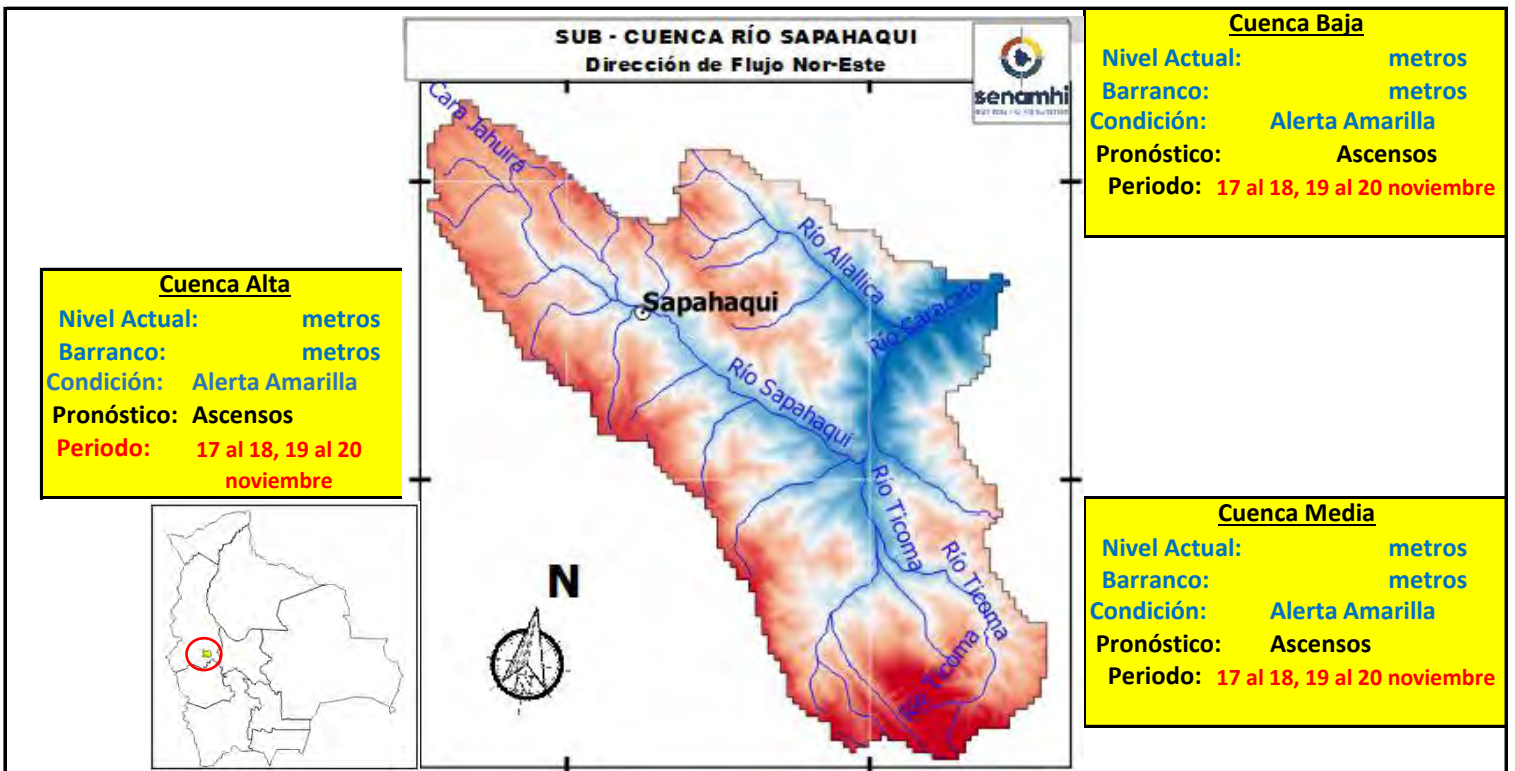 SUB - CUENCA RÍO SAPAHAQUI
Dirección de Flujo Nor-Este
senamhi
Cuenca Baja
Nivel Actual: metros
Barranco: metros
Condición: Alerta Amarilla
Pronóstico: Ascensos
Periodo: 17 al 18, 19 al 20 noviembre
Cuenca Alta
Nivel Actual: metros
Barranco: metros
Condición: Alerta Amarilla
Pronóstico: Ascensos
Periodo: 17 al 18, 19 al 20
noviembre
Cara Jahuira
Río Allallica
Sapahaqui
Río Caracato
Río Sapahaqui
Río Ticoma
Río Ticoma
Río Ticoma
N
Cuenca Media
Nivel Actual: metros
Barranco: metros
Condición: Alerta Amarilla
Pronóstico: Ascensos
Periodo: 17 al 18, 19 al 20 noviembre